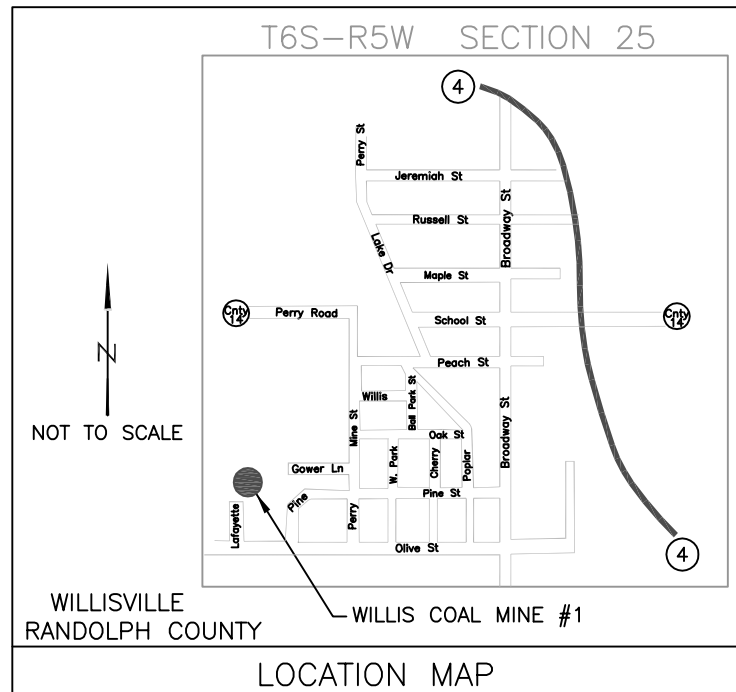 T6S-R5W SECTION 25
4
Perry St
Jeremiah St
Russell St
Broadway St
Lake Dr
Maple St
Cnty 14
Perry Road
School St
Cnty 14
N
Peach St
NOT TO SCALE
Willis
Ball Park St
Mine St
Oak St
Broadway St
W. Park
Cherry
Poplar
Gower Ln
Pine
Pine St
Lafayette
Perry
Olive St
4
WILLISVILLE
RANDOLPH COUNTY
WILLIS COAL MINE #1
LOCATION MAP